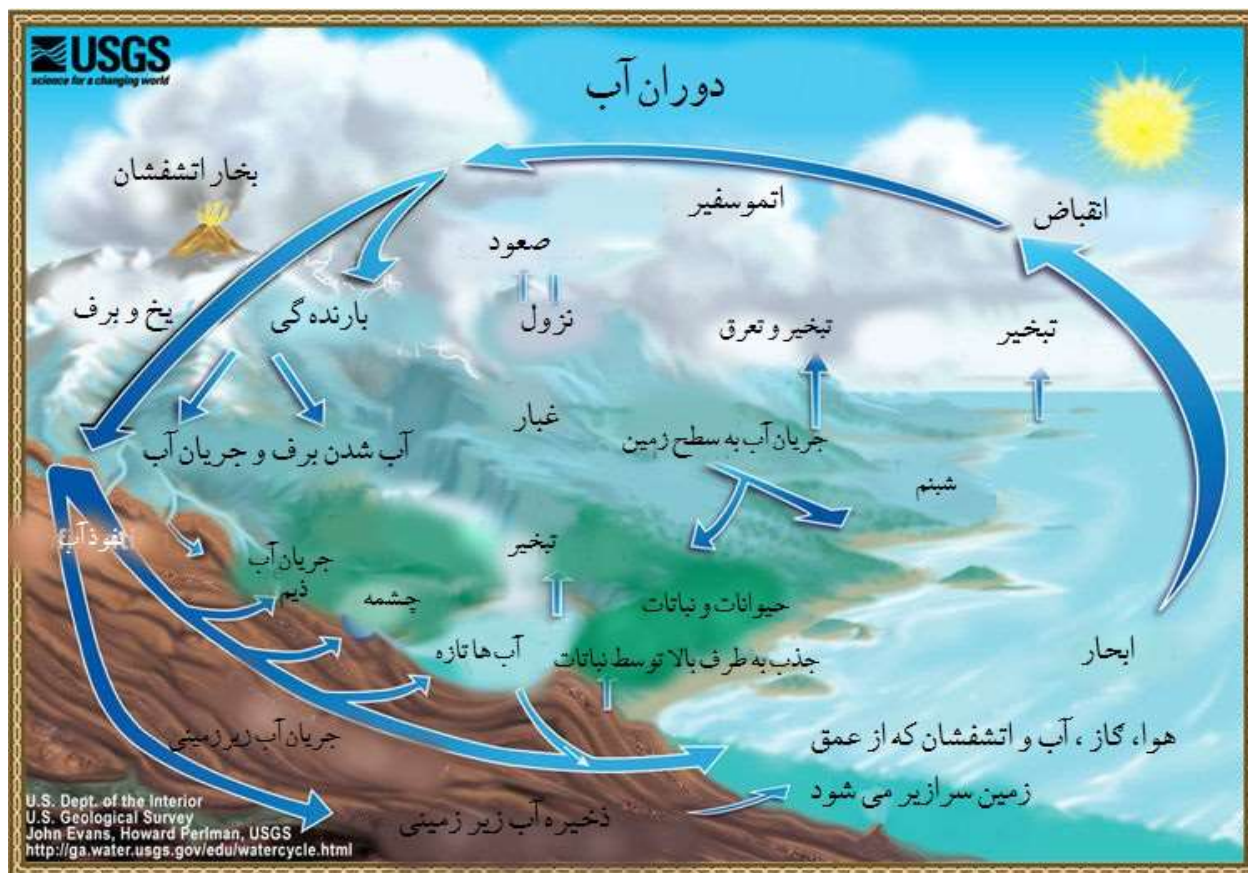 USGS
science for a changing world
دوران آب
بخار اتشفشان
اتموسفیر
انقباض
صعود
نزول
یخ و برف
بارنده گی
تبخیر و تعرق
تبخیر
غبار
آب شدن برف و جریان آب
جریان آب به سطح زمین
شبنم
نفوذ آب
تبخیر
جریان آب
ذیم
چشمه
حیوانات و نباتات
آب ها تازه
جذب به طرف بالا توسط نباتات
ابحار
جریان آب زیر زمینی
هوا، گاز ، آب و اتشفشان که از عمق
زمین سرازیر می شود
ذخیره آب زیر زمینی
U.S. Dept. of the Interior
U.S. Geological Survey
John Evans, Howard Perlman, USGS
http://ga.water.usgs.gov/edu/watercycle.html